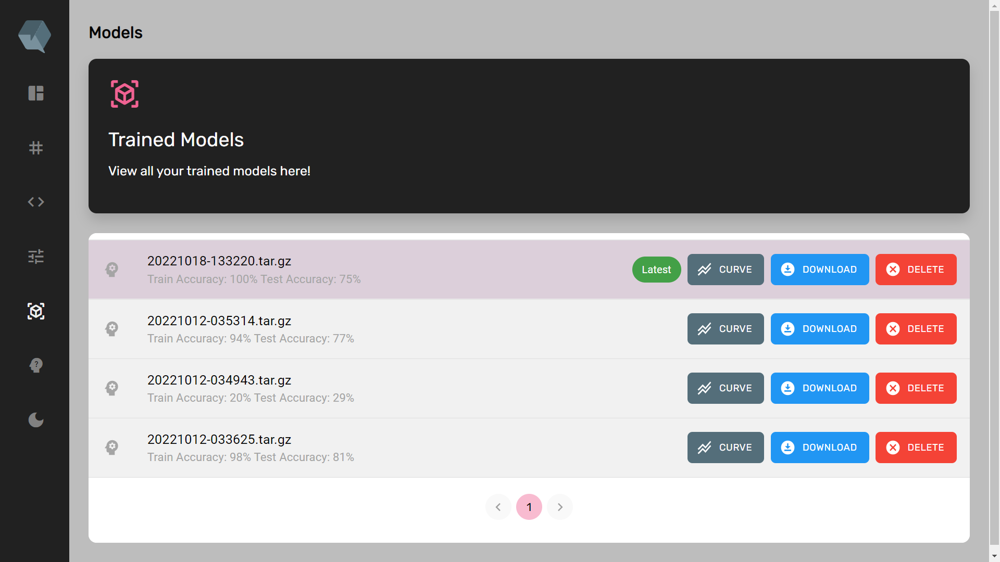 Models
Trained Models
View all your trained models here!
20221018-133220.tar.gz
Train Accuracy: 100% Test Accuracy: 75%
Latest CURVE DOWNLOAD DELETE
20221012-035314.tar.gz
Train Accuracy: 94% Test Accuracy: 77%
CURVE DOWNLOAD DELETE
20221012-034943.tar.gz
Train Accuracy: 20% Test Accuracy: 29%
CURVE DOWNLOAD DELETE
20221012-033625.tar.gz
Train Accuracy: 98% Test Accuracy: 81%
CURVE DOWNLOAD DELETE
1